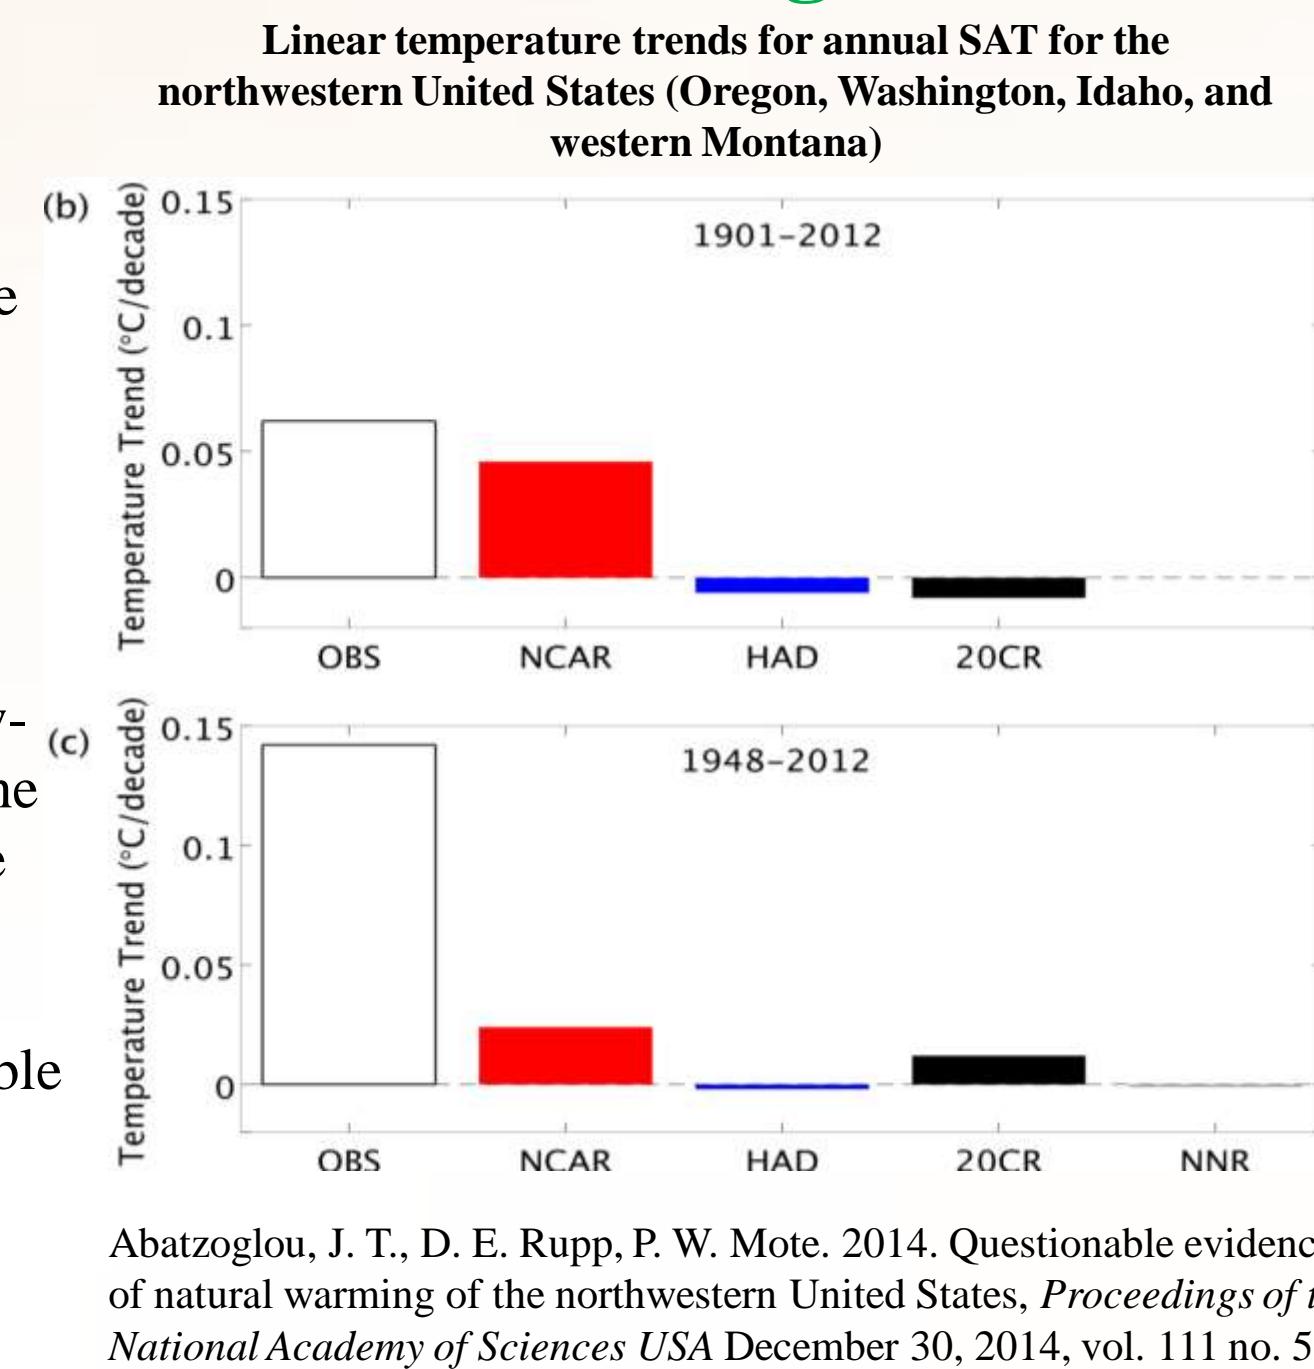 Linear temperature trends for annual SAT for the
northwestern United States (Oregon, Washington, Idaho, and
western Montana)
(b)
Temperature Trend (°C/decade)
0.15
0.1
0.05
0
1901–2012
OBS NCAR HAD 20CR
(c)
Temperature Trend (°C/decade)
0.15
0.1
0.05
0
1948–2012
OBS NCAR HAD 20CR NNR
Abatzoglou, J. T., D. E. Rupp, P. W. Mote. 2014. Questionable
of natural warming of the northwestern United States, Proceedings of
National Academy of Sciences USA December 30, 2014, vol. 111 no.